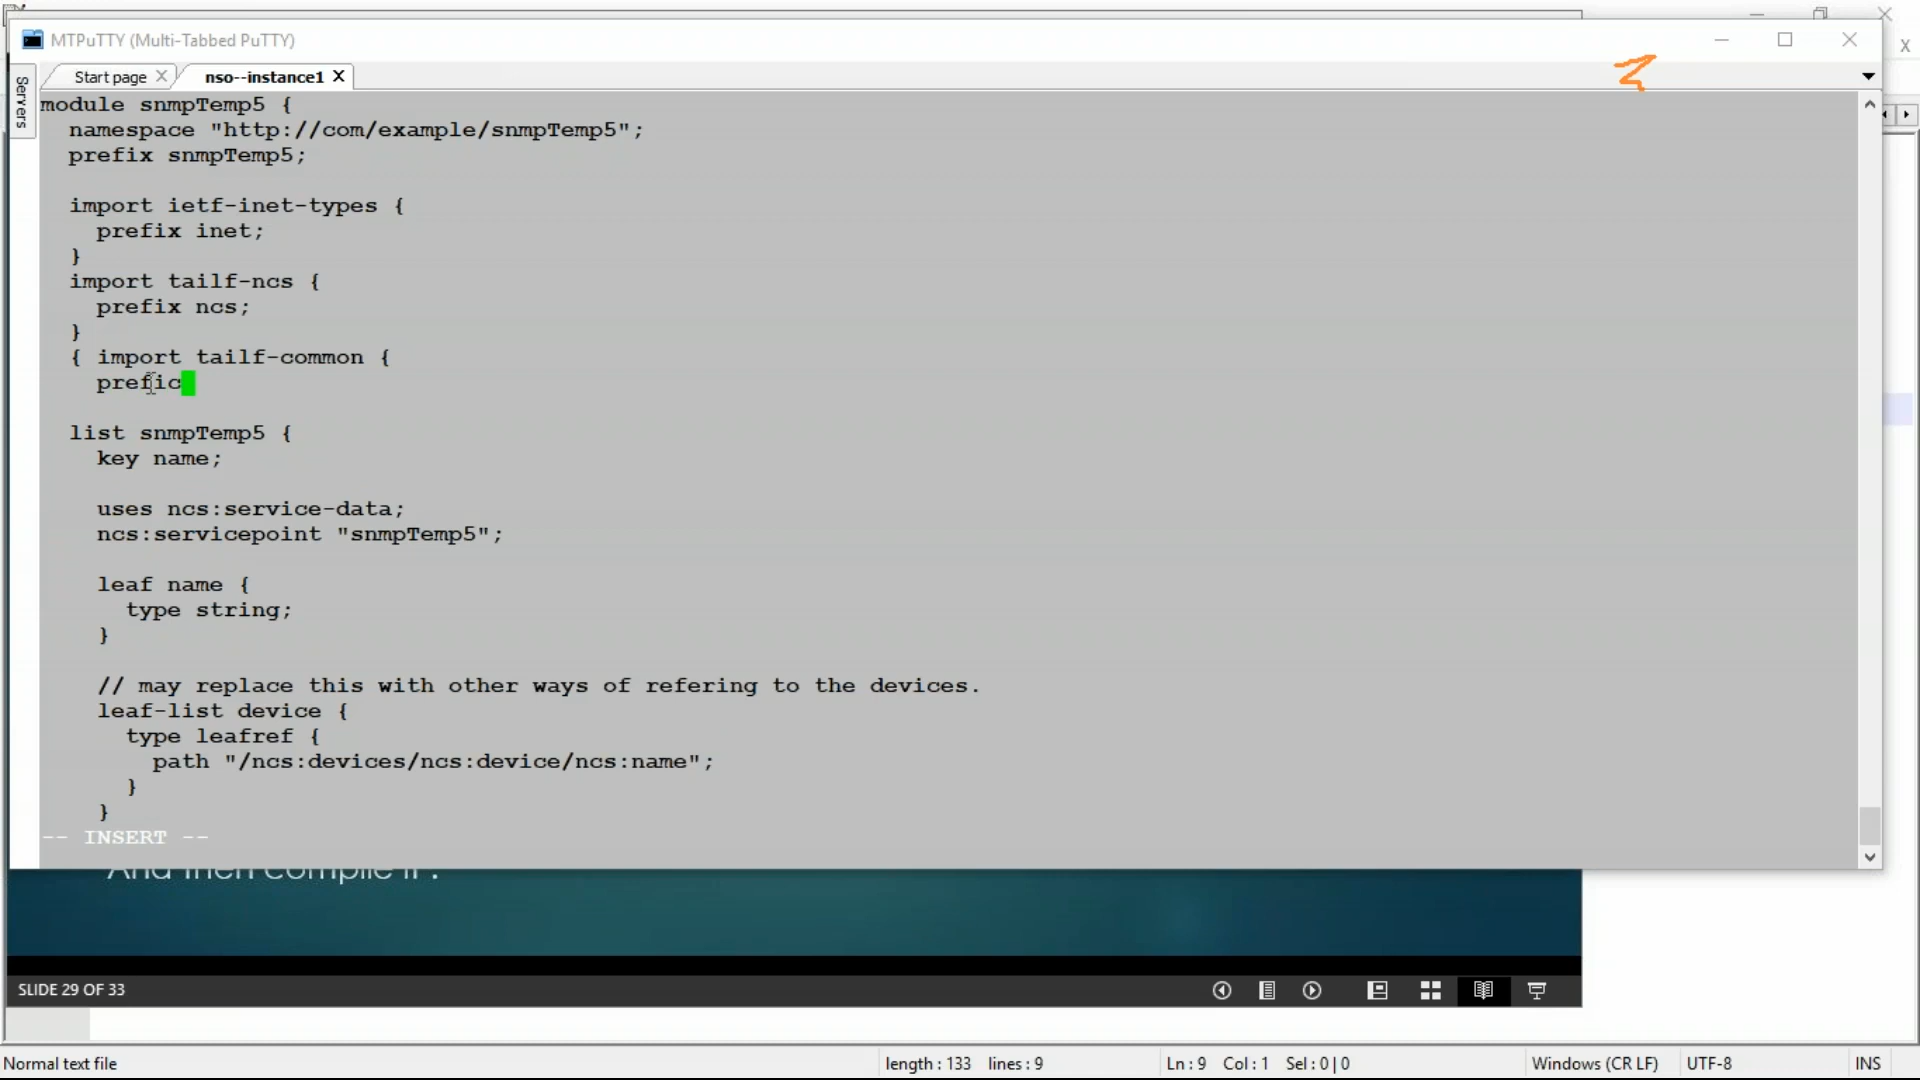 MTPuTTY (Multi-Tabbed PuTTY)
Servers
Start page
nso--instance1
module snmpTemp5 {
namespace "http://com/example/snmpTemp5";
prefix snmpTemp5;
import ietf-inet-types {
prefix inet;
}
import tailf-ncs {
prefix ncs;
}
{ import tailf-common {
prefic
list snmpTemp5 {
key name;
uses ncs:service-data;
ncs:servicepoint "snmpTemp5";
leaf name {
type string;
}
// may replace this with other ways of refering to the devices.
leaf-list device {
type leafref {
path "/ncs:devices/ncs:device/ncs:name";
}
}
-- INSERT --
And then compile it.
SLIDE 29 OF 33
Normal text file length : 133 lines : 9 Ln : 9 Col : 1 Sel : 0 | 0 Windows (CR LF) UTF-8 INS